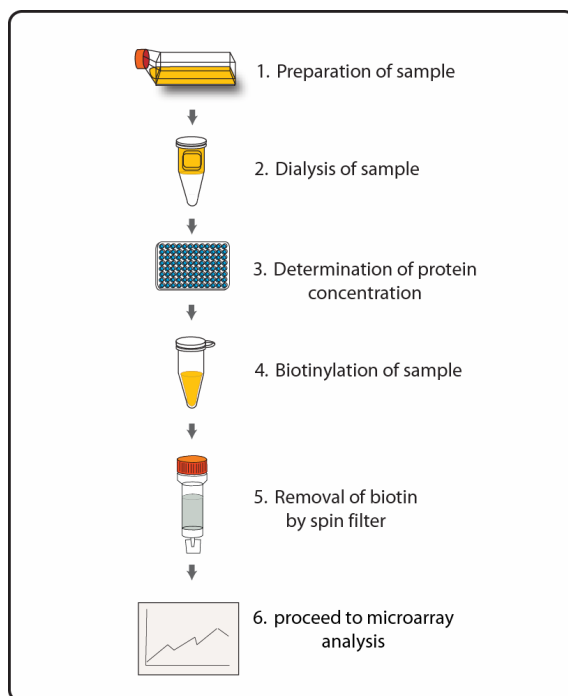 1. Preparation of sample
2. Dialysis of sample
3. Determination of protein
concentration
4. Biotinylation of sample
5. Removal of biotin
by spin filter
6. proceed to microarray
analysis